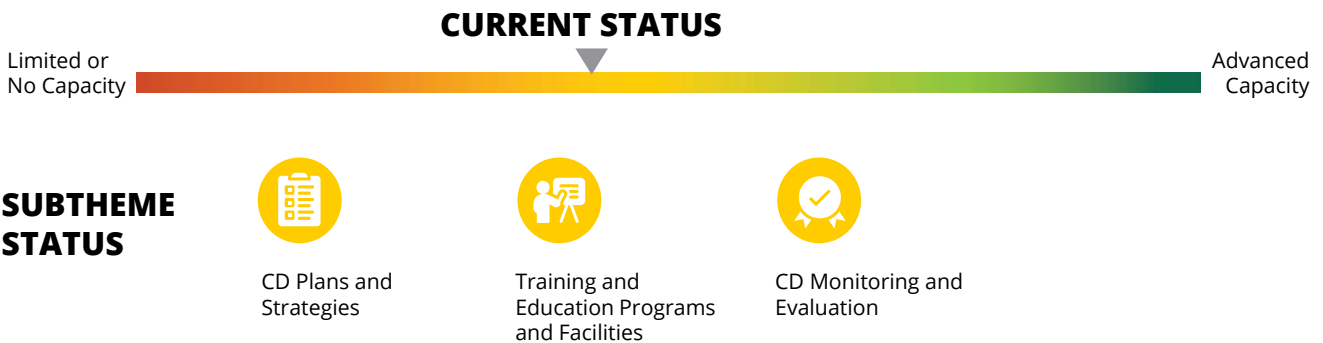 CURRENT STATUS
Limited or
No Capacity
Advanced
Capacity
SUBTHEME
STATUS
CD Plans and
Strategies
Training and
Education Programs
and Facilities
CD Monitoring and
Evaluation